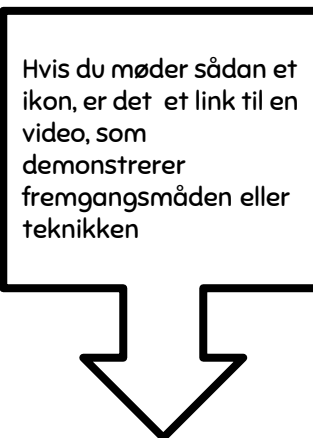 Hvis du møder sådan et
ikon, er det  et link til en
video, som
demonstrerer
fremgangsmåden eller
teknikken